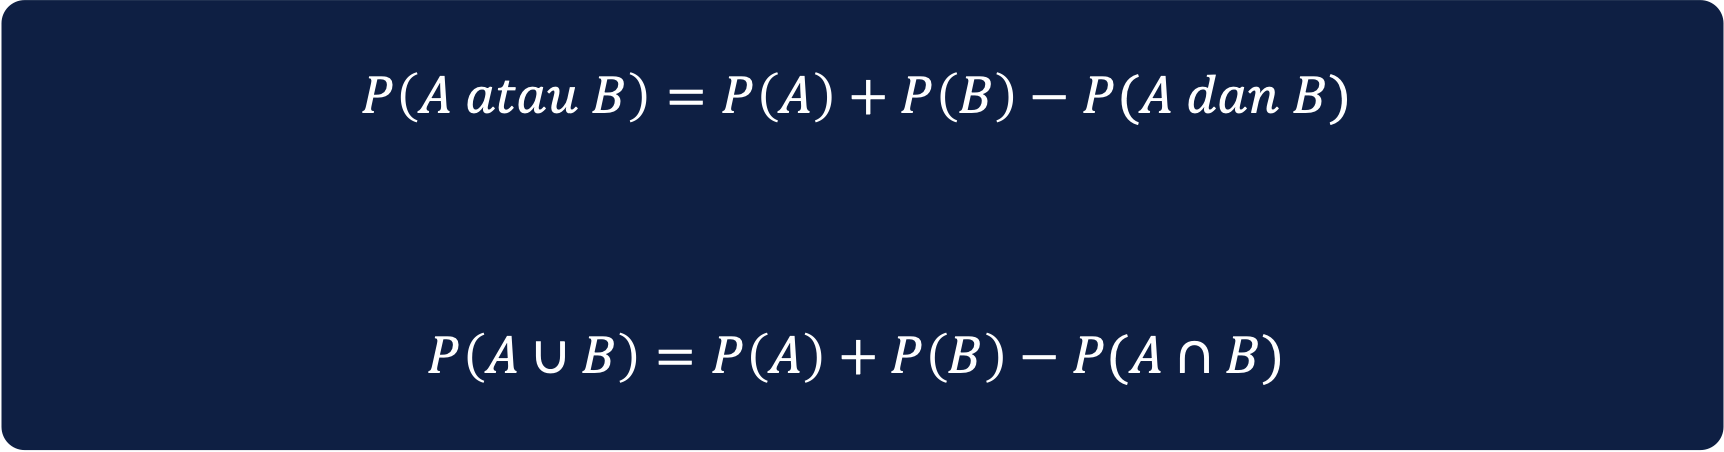 P(A atau B) = P(A) + P(B) − P(A dan B)
P(A ∪ B) = P(A) + P(B) − P(A ∩ B)